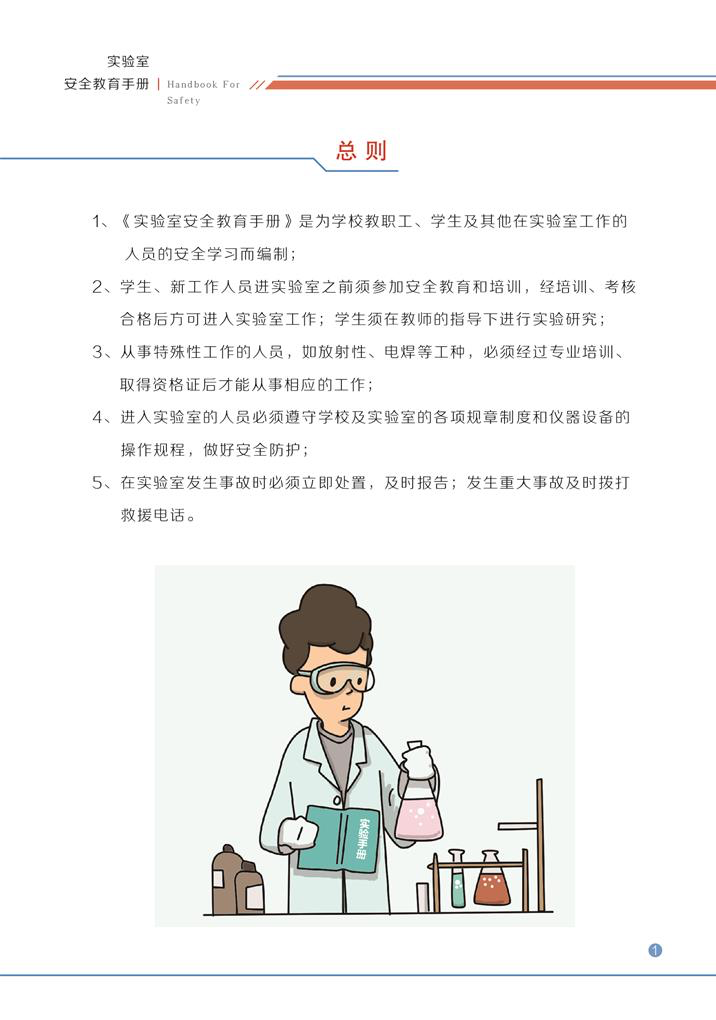 实验室
安全教育手册
Handbook For
Safety
总则
1、《实验室安全教育手册》是为学校教职工、学生及其他在实验室工作的
人员的安全学习而编制；
2、学生、新工作人员进实验室之前须参加安全教育和培训，经培训、考核
合格后方可进入实验室工作；学生须在教师的指导下进行实验研究；
3、从事特殊性工作的人员，如放射性、电焊等工种，必须经过专业培训、
取得资格证后才能从事相应的工作；
4、进入实验室的人员必须遵守学校及实验室的各项规章制度和仪器设备的
操作规程，做好安全防护；
5、在实验室发生事故时必须立即处置，及时报告；发生重大事故及时拨打
救援电话。
实验手册
1